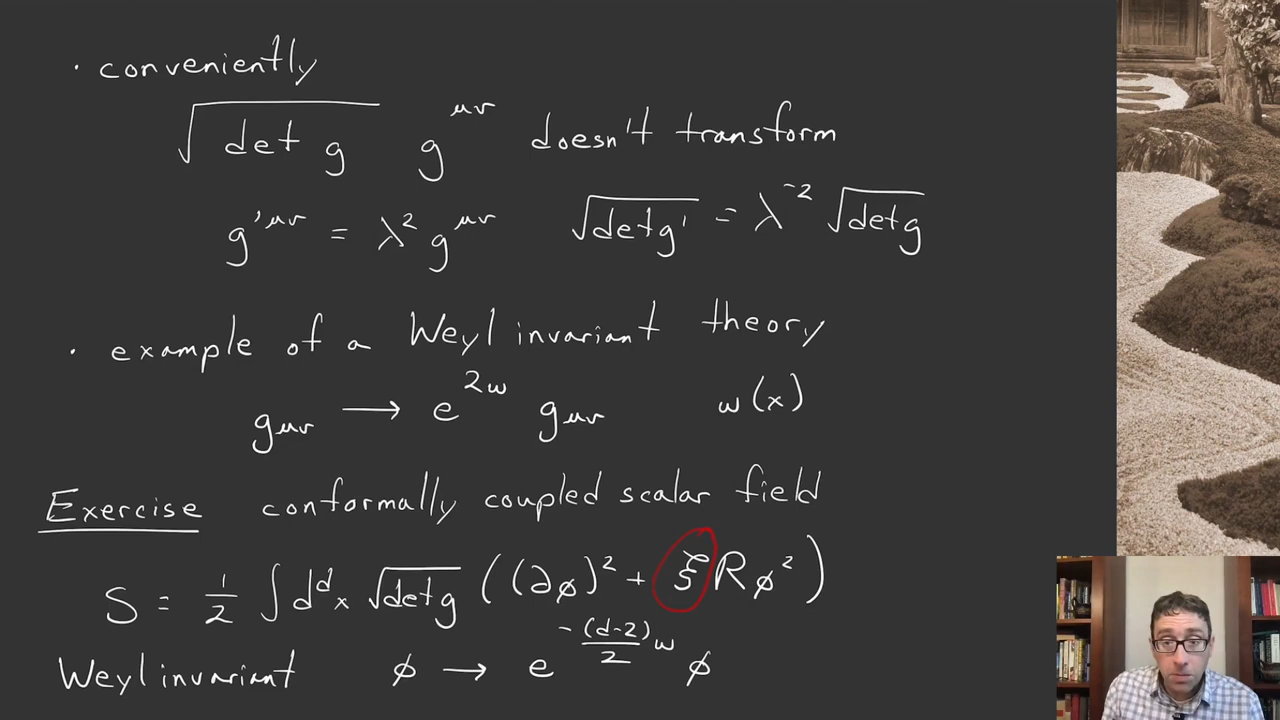 · conveniently
√det g g^μν doesn't transform
g'^μν = λ² g^μν √det g' = λ⁻² √det g
· example of a Weyl invariant theory
g_μν → e^2ω g_μν ω(x)
Exercise conformally coupled scalar field
S = 1/2 ∫ d^d x √det g ((∂φ)² + ξ R φ²)
Weyl invariant φ → e^(-(d-2)/2 ω) φ